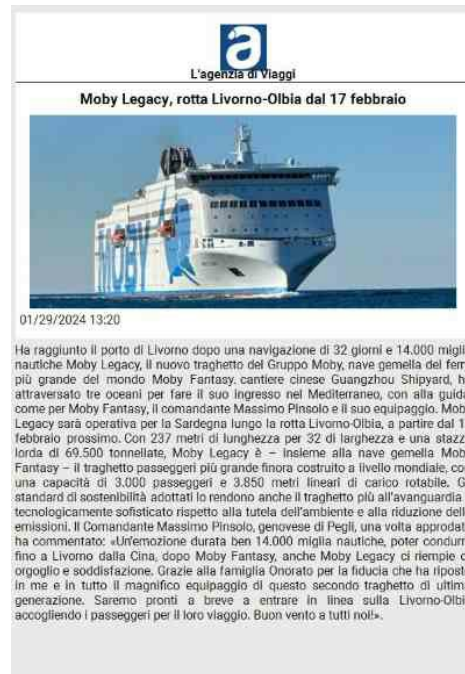 a
L'agenzia di Viaggi
Moby Legacy, rotta Livorno-Olbia dal 17 febbraio
MOBY
01/29/2024 13:20
Ha raggiunto il porto di Livorno dopo una navigazione di 32 giorni e 14.000 migli
nautiche Moby Legacy, il nuovo traghetto del Gruppo Moby, nave gemella del ferr
più grande del mondo Moby Fantasy. cantiere cinese Guangzhou Shipyard, h
attraversato tre oceani per fare il suo ingresso nel Mediterraneo, con alla guida
come per Moby Fantasy, il comandante Massimo Pinsolo e il suo equipaggio. Mob
Legacy sarà operativa per la Sardegna lungo la rotta Livorno-Olbia, a partire dal 1
febbraio prossimo. Con 237 metri di lunghezza per 32 di larghezza e una stazz
lorda di 69.500 tonnellate, Moby Legacy è – insieme alla nave gemella Mob
Fantasy – il traghetto passeggeri più grande finora costruito a livello mondiale, co
una capacità di 3.000 passeggeri e 3.850 metri lineari di carico rotabile. G
standard di sostenibilità adottati lo rendono anche il traghetto più all'avanguardia
tecnologicamente sofisticato rispetto alla tutela dell'ambiente e alla riduzione dell
emissioni. Il Comandante Massimo Pinsolo, genovese di Pegli, una volta approdat
ha commentato: «Un'emozione durata ben 14.000 miglia nautiche, poter condurr
fino a Livorno dalla Cina, dopo Moby Fantasy, anche Moby Legacy ci riempie d
orgoglio e soddisfazione. Grazie alla famiglia Onorato per la fiducia che ha ripost
in me e in tutto il magnifico equipaggio di questo secondo traghetto di ultim
generazione. Saremo pronti a breve a entrare in linea sulla Livorno-Olbi
accogliendo i passeggeri per il loro viaggio. Buon vento a tutti noi!».